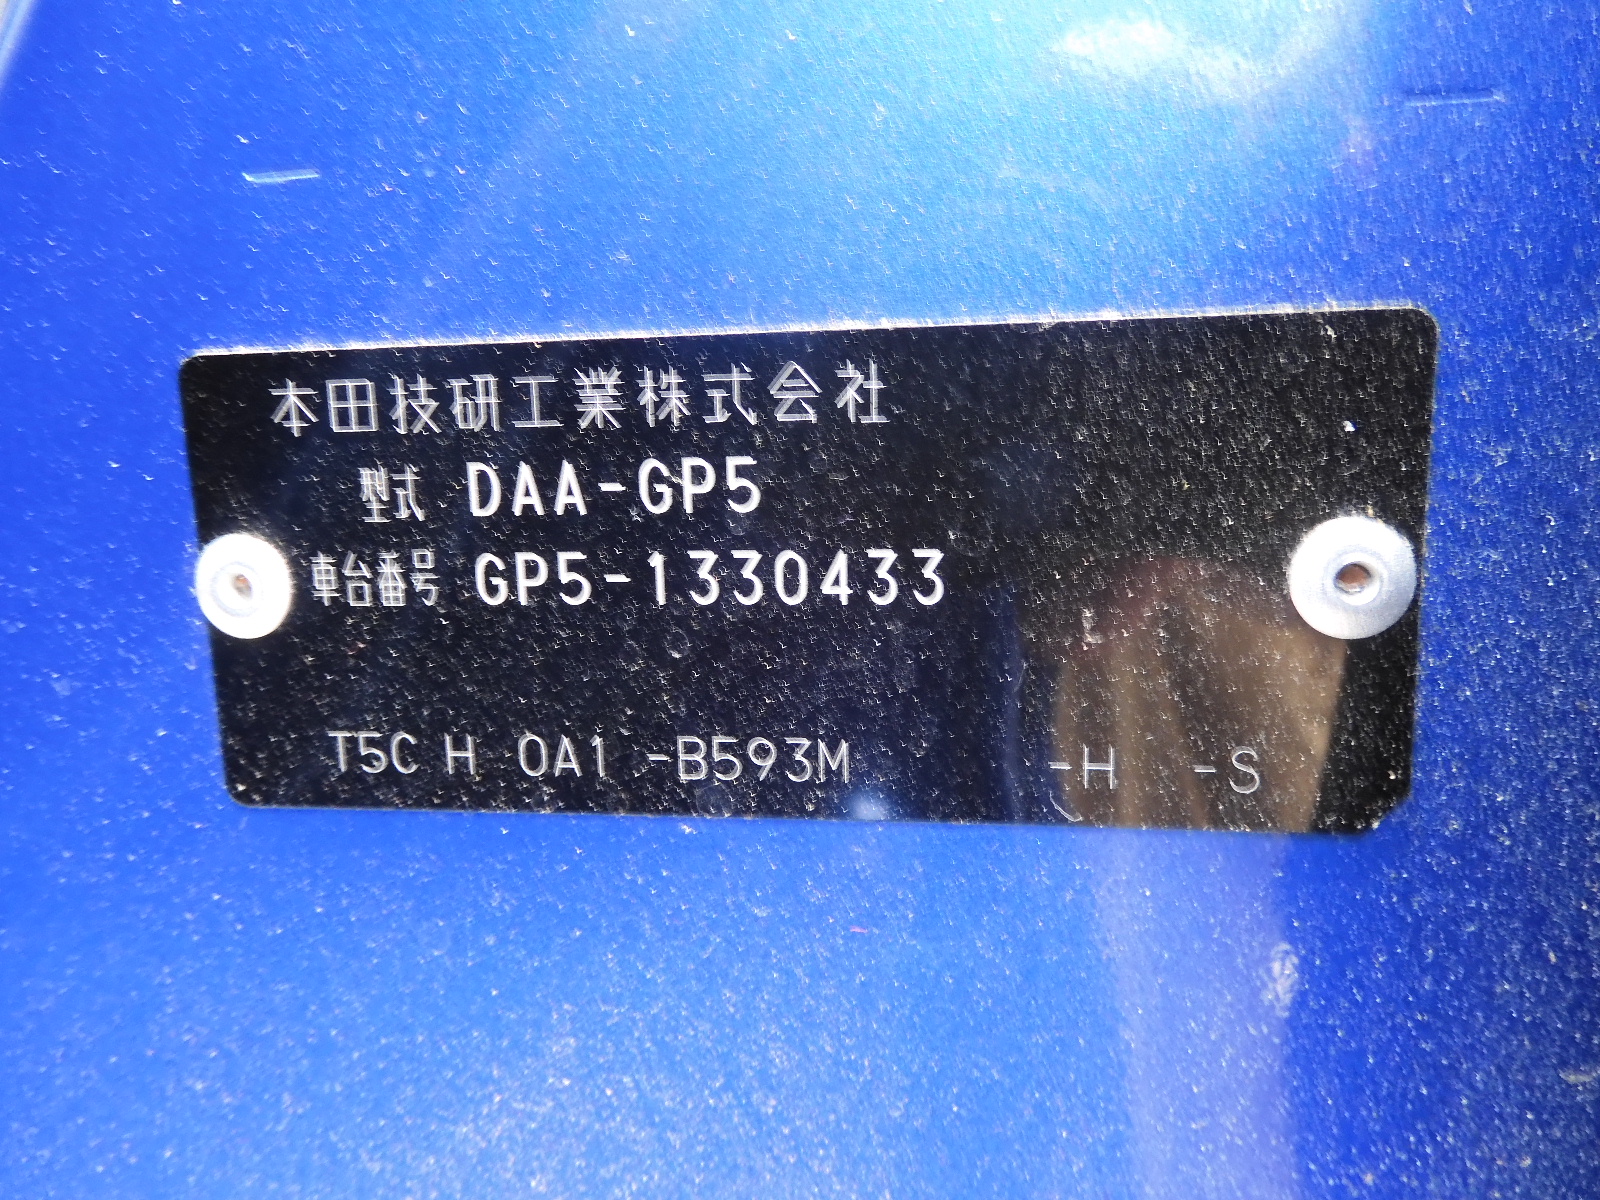 本田技研工業株式会社
型式 DAA-GP5
車台番号 GP5-1330433
T5C H 0A1 -B593M -H -S